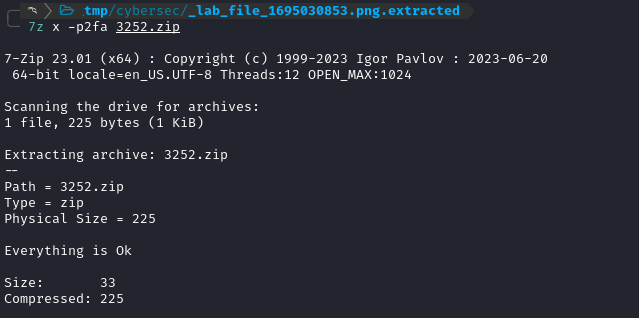 tmp/cybersec/_lab_file_1695030853.png.extracted
7z x -p2fa 3252.zip
7-Zip 23.01 (x64) : Copyright (c) 1999-2023 Igor Pavlov : 2023-06-20
 64-bit locale=en_US.UTF-8 Threads:12 OPEN_MAX:1024
Scanning the drive for archives:
1 file, 225 bytes (1 KiB)
Extracting archive: 3252.zip
--
Path = 3252.zip
Type = zip
Physical Size = 225
Everything is Ok
Size:       33
Compressed: 225